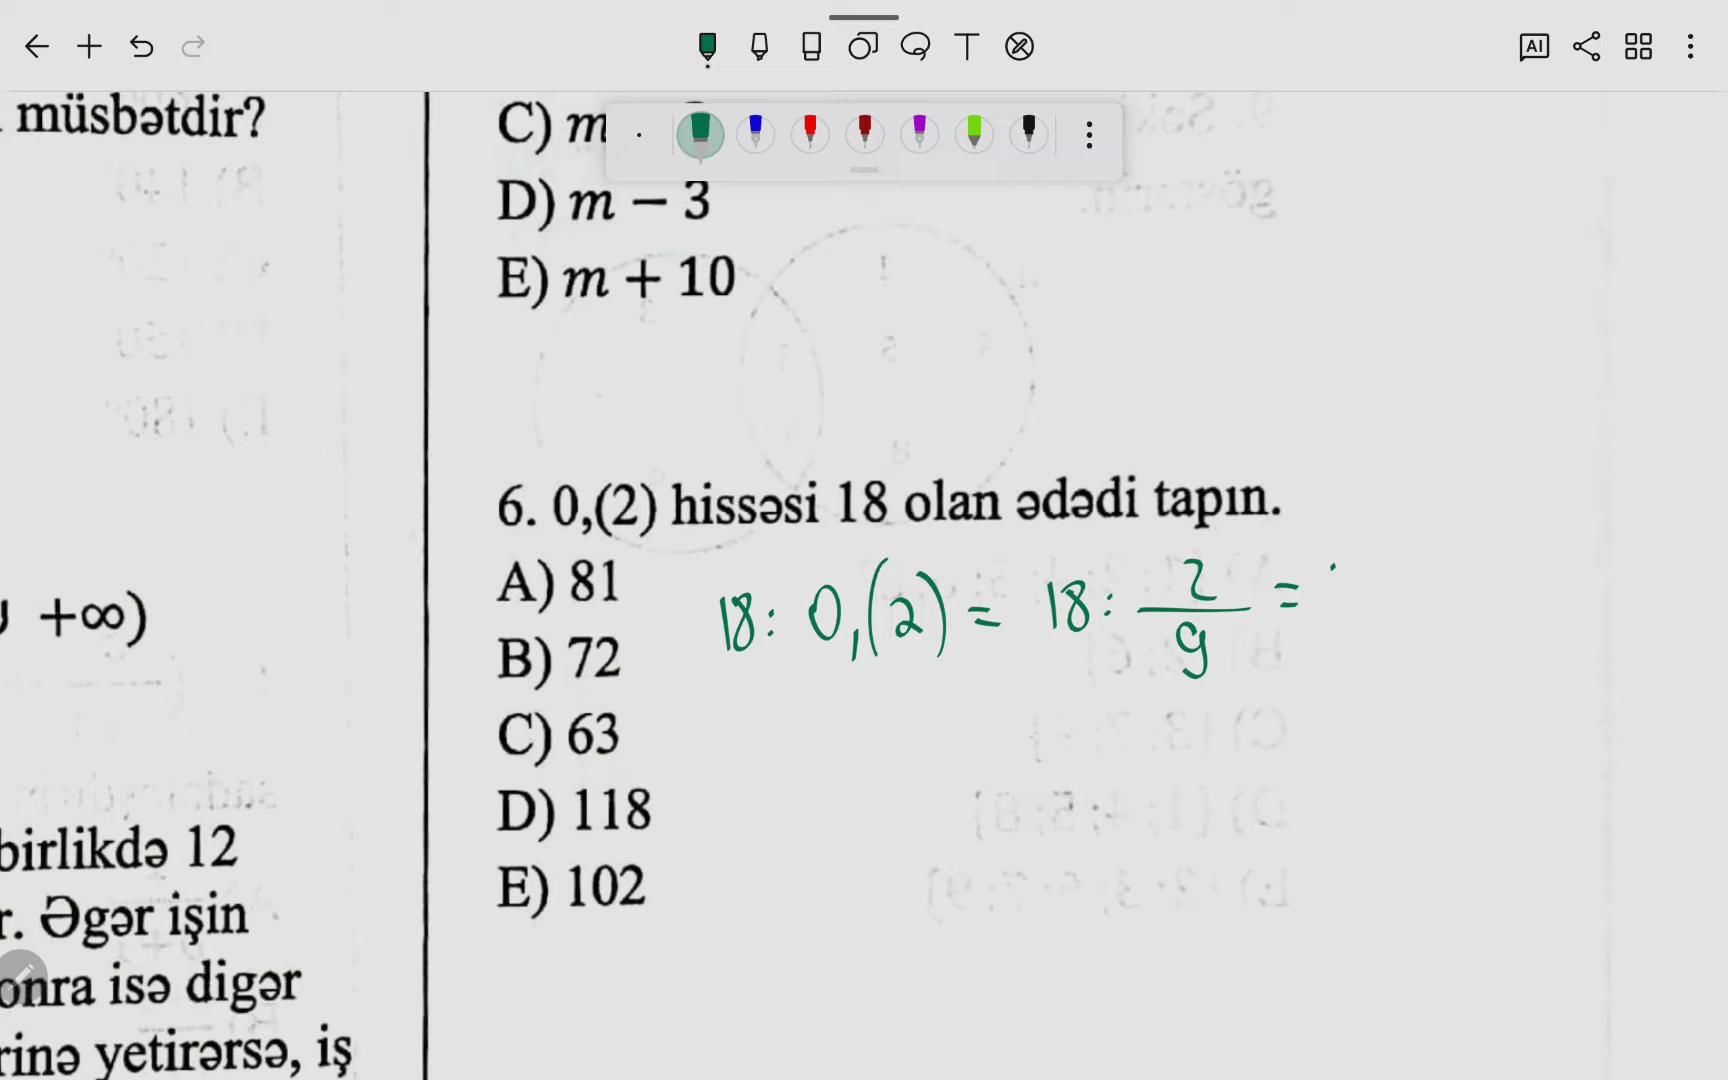 müsbətdir?
+∞)
birlikdə 12
r. Əgər işin
onra isə digər
rinə yetirərsə, iş
C) m
D) m − 3
E) m + 10
6. 0,(2) hissəsi 18 olan ədədi tapın.
A) 81
B) 72
C) 63
D) 118
E) 102
18: 0,(2) = 18: 2/9 =
AI
T